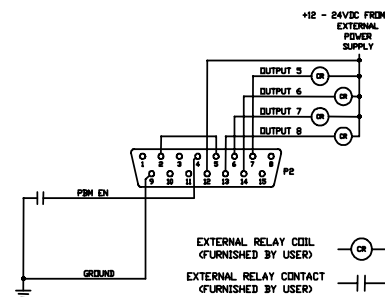 +12 - 24VDC FROM
EXTERNAL
POWER
SUPPLY
OUTPUT 5
CR
OUTPUT 6
CR
OUTPUT 7
CR
OUTPUT 8
CR
1 2 3 4 5 6 7 8
9 10 11 12 13 14 15
P2
PBM EN
GROUND
EXTERNAL RELAY COIL
(FURNISHED BY USER)
CR
EXTERNAL RELAY CONTACT
(FURNISHED BY USER)